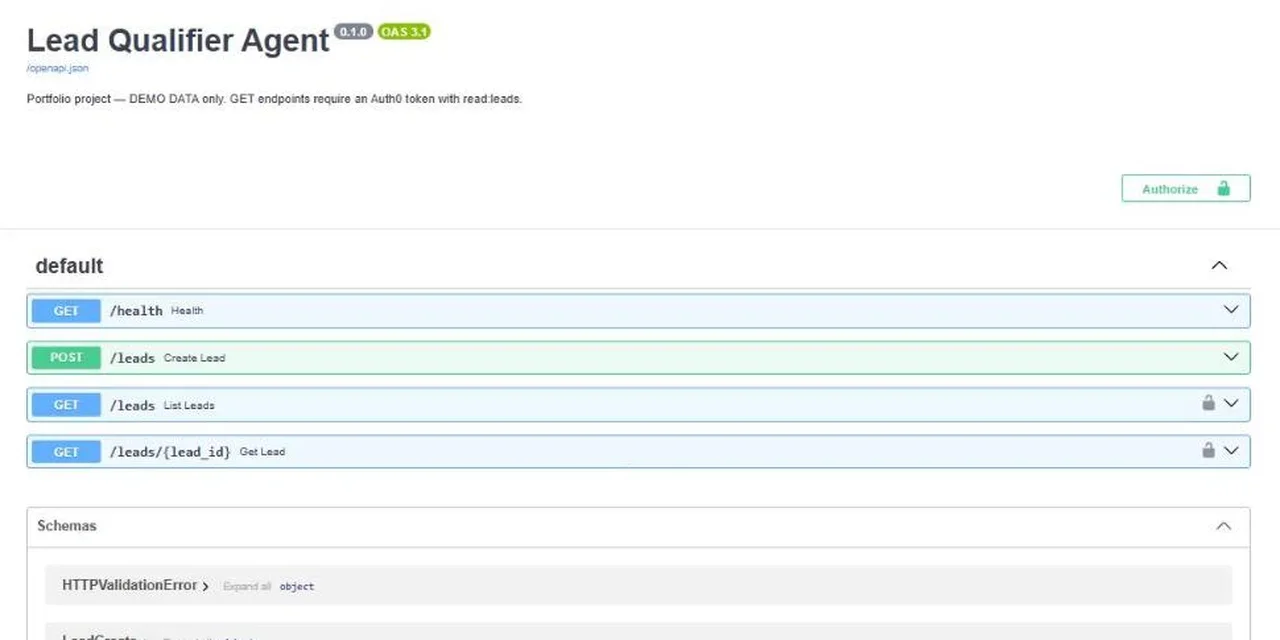 Lead Qualifier Agent 0.1.0 OAS 3.1
/openapi.json
Portfolio project — DEMO DATA only. GET endpoints require an Auth0 token with read:leads.
Authorize
default
GET /health Health
POST /leads Create Lead
GET /leads List Leads
GET /leads/{lead_id} Get Lead
Schemas
HTTPValidationError Expand all object